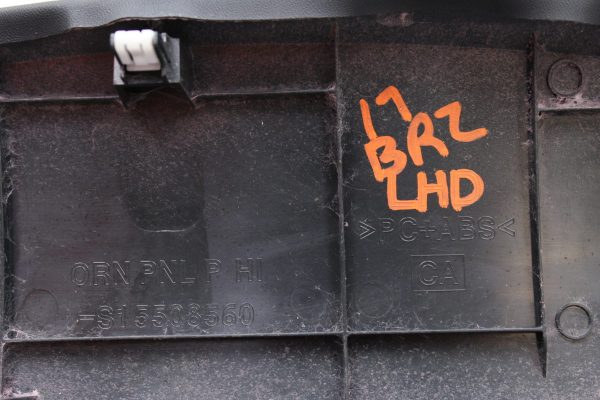 17
BRZ
LHD
>PC+ABS<
CA
ORN PNL P HI
-S15508560